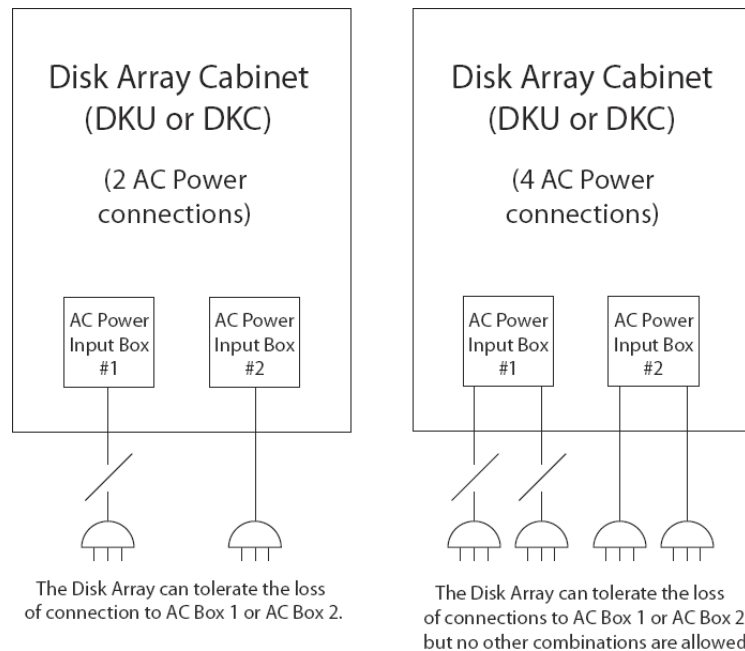 Disk Array Cabinet
(DKU or DKC)
(2 AC Power
connections)
AC Power
Input Box
#1
AC Power
Input Box
#2
The Disk Array can tolerate the loss
of connection to AC Box 1 or AC Box 2.
Disk Array Cabinet
(DKU or DKC)
(4 AC Power
connections)
AC Power
Input Box
#1
AC Power
Input Box
#2
The Disk Array can tolerate the loss
of connections to AC Box 1 or AC Box 2
but no other combinations are allowed